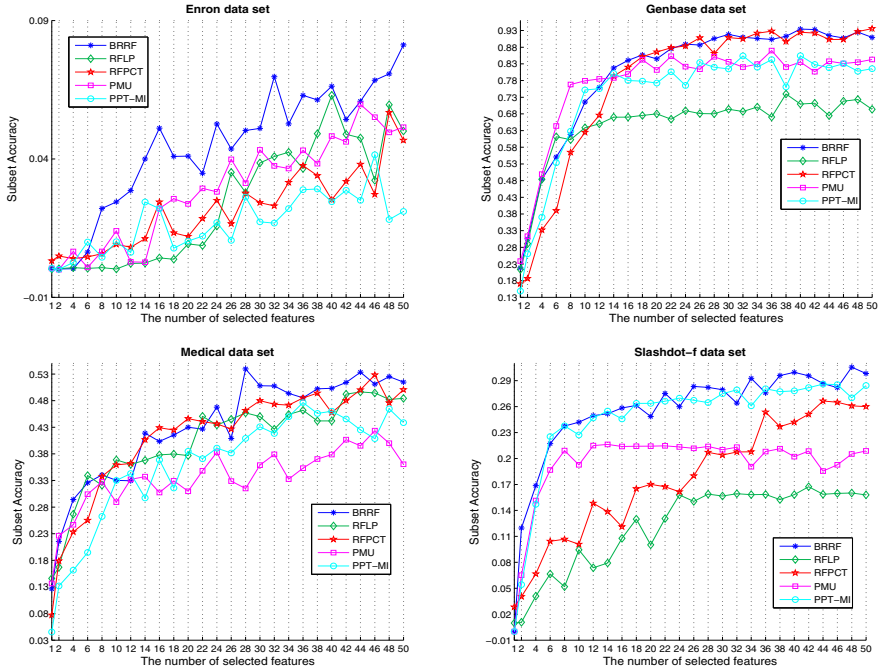 Enron data set
Subset Accuracy
0.09
0.04
−0.01
BRRF
RFLP
RFPCT
PMU
PPT−MI
1 2 4 6 8 10 12 14 16 18 20 22 24 26 28 30 32 34 36 38 40 42 44 46 48 50
The number of selected features
Genbase data set
Subset Accuracy
0.93
0.88
0.83
0.78
0.73
0.68
0.63
0.58
0.53
0.48
0.43
0.38
0.33
0.28
0.23
0.18
0.13
BRRF
RFLP
RFPCT
PMU
PPT−MI
1 2 4 6 8 10 12 14 16 18 20 22 24 26 28 30 32 34 36 38 40 42 44 46 48 50
The number of selected features
Medical data set
Subset Accuracy
0.53
0.48
0.43
0.38
0.33
0.28
0.23
0.18
0.13
0.08
0.03
BRRF
RFLP
RFPCT
PMU
PPT−MI
1 2 4 6 8 10 12 14 16 18 20 22 24 26 28 30 32 34 36 38 40 42 44 46 48 50
The number of selected features
Slashdot−f data set
Subset Accuracy
0.29
0.26
0.23
0.2
0.17
0.14
0.11
0.08
0.05
0.02
−0.01
BRRF
RFLP
RFPCT
PMU
PPT−MI
1 2 4 6 8 10 12 14 16 18 20 22 24 26 28 30 32 34 36 38 40 42 44 46 48 50
The number of selected features